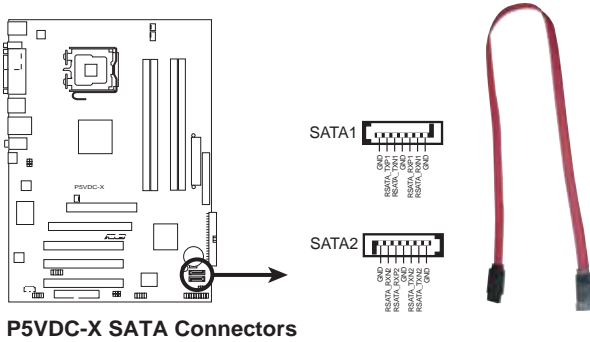 SATA1
GND
RSATA_TXP1
RSATA_TXN1
GND
RSATA_RXP1
RSATA_RXN1
GND
P5VDC-X
SATA2
GND
RSATA_RXN2
RSATA_RXP2
GND
RSATA_TXN2
RSATA_TXN2
GND
P5VDC-X SATA Connectors